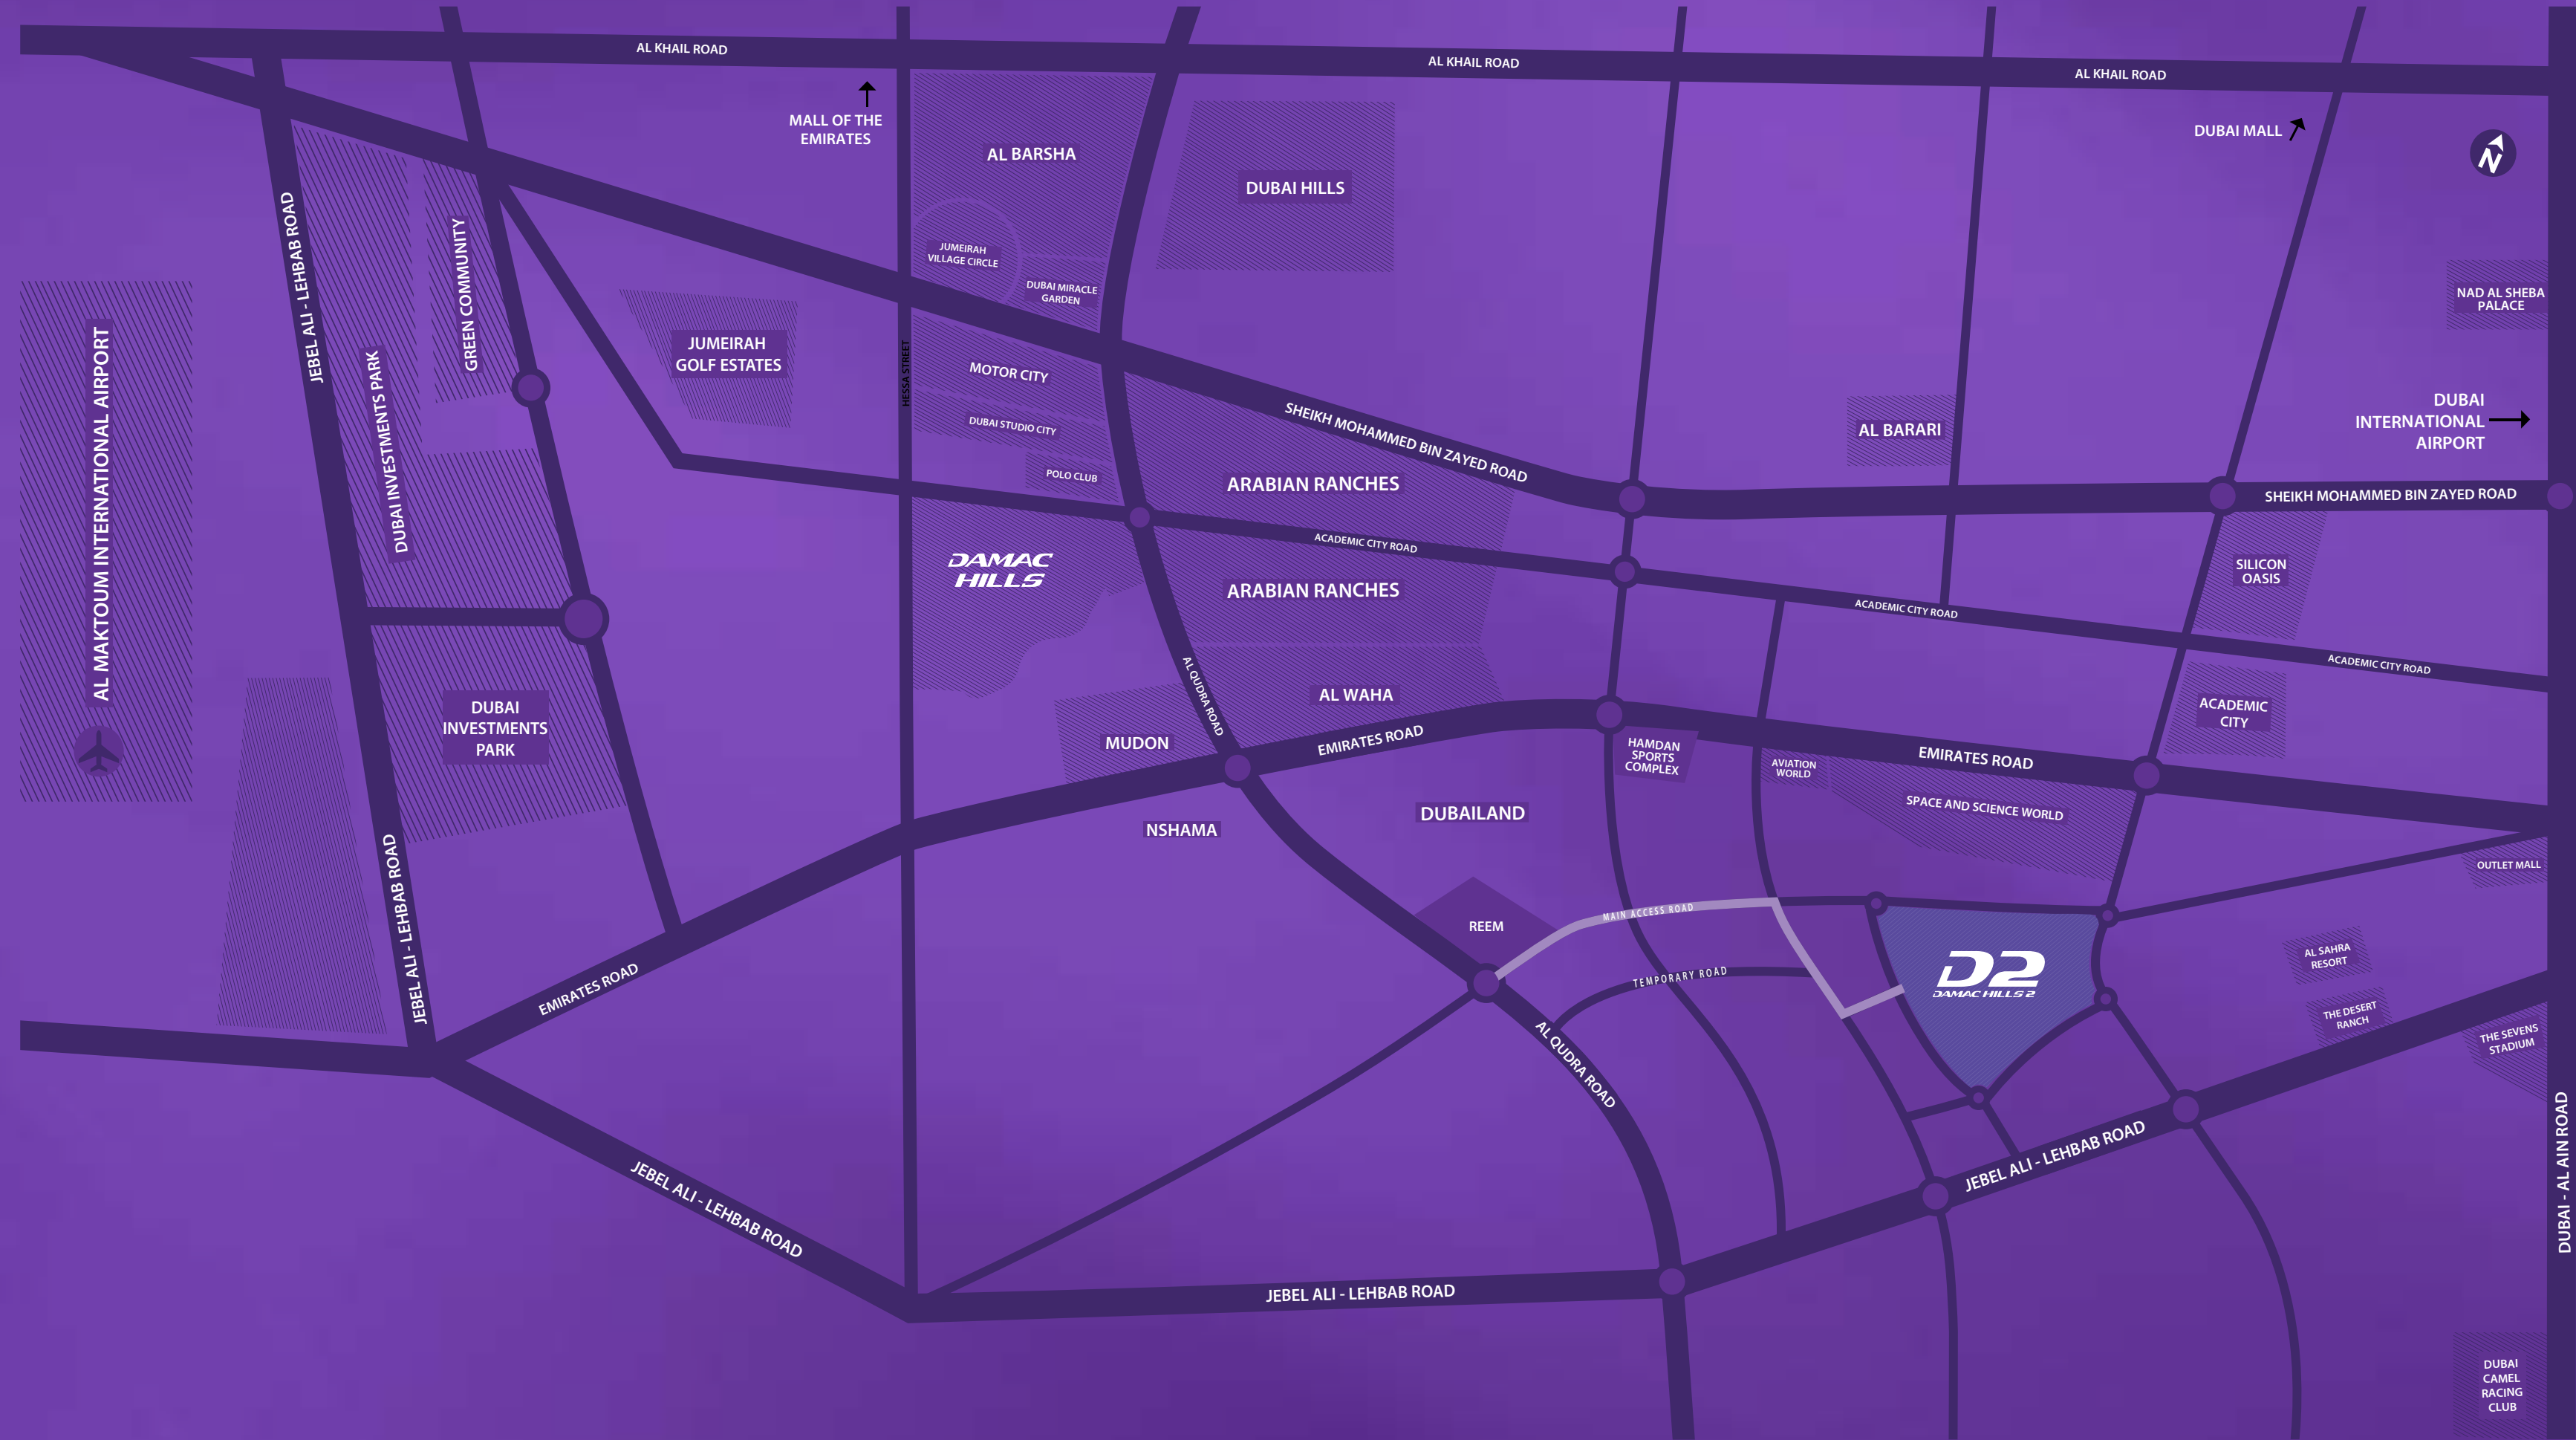 AL KHAIL ROAD
AL KHAIL ROAD
AL KHAIL ROAD
MALL OF THE
EMIRATES
AL BARSHA
DUBAI HILLS
DUBAI MALL
N
JEBEL ALI - LEHBAB ROAD
GREEN COMMUNITY
JUMEIRAH
VILLAGE CIRCLE
DUBAI MIRACLE
GARDEN
NAD AL SHEBA
PALACE
AL MAKTOUM INTERNATIONAL AIRPORT
DUBAI INVESTMENTS PARK
JUMEIRAH
GOLF ESTATES
HESSA STREET
MOTOR CITY
DUBAI STUDIO CITY
POLO CLUB
SHEIKH MOHAMMED BIN ZAYED ROAD
AL BARARI
DUBAI
INTERNATIONAL
AIRPORT
ARABIAN RANCHES
SHEIKH MOHAMMED BIN ZAYED ROAD
ACADEMIC CITY ROAD
DAMAC
HILLS
ARABIAN RANCHES
SILICON
OASIS
ACADEMIC CITY ROAD
ACADEMIC CITY ROAD
AL QUDRA ROAD
AL WAHA
ACADEMIC
CITY
DUBAI
INVESTMENTS
PARK
MUDON
EMIRATES ROAD
HAMDAN
SPORTS
COMPLEX
AVIATION
WORLD
EMIRATES ROAD
SPACE AND SCIENCE WORLD
NSHAMA
DUBAILAND
OUTLET MALL
JEBEL ALI - LEHBAB ROAD
REEM
MAIN ACCESS ROAD
TEMPORARY ROAD
D2
DAMAC HILLS 2
AL SAHRA
RESORT
THE DESERT
RANCH
THE SEVENS
STADIUM
EMIRATES ROAD
AL QUDRA ROAD
JEBEL ALI - LEHBAB ROAD
JEBEL ALI - LEHBAB ROAD
JEBEL ALI - LEHBAB ROAD
DUBAI - AL AIN ROAD
DUBAI
CAMEL
RACING
CLUB